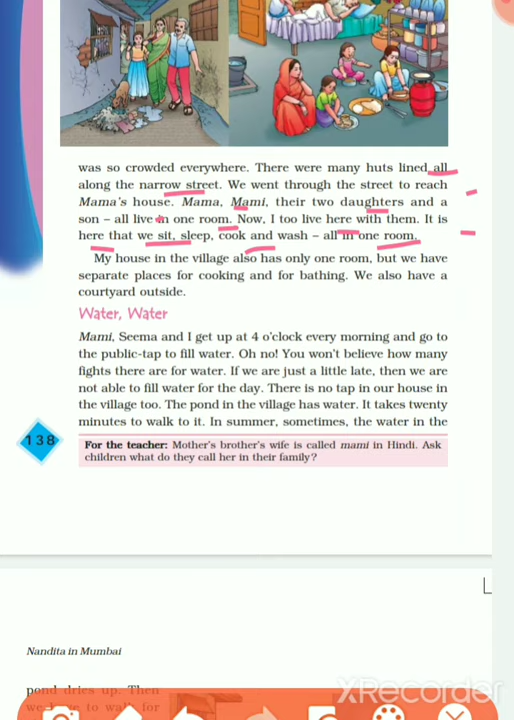 was so crowded everywhere. There were many huts lined all
along the narrow street. We went through the street to reach
Mama's house. Mama, Mami, their two daughters and a
son – all live in one room. Now, I too live here with them. It is
here that we sit, sleep, cook and wash – all in one room.
My house in the village also has only one room, but we have
separate places for cooking and for bathing. We also have a
courtyard outside.
Water, Water
Mami, Seema and I get up at 4 o'clock every morning and go to
the public-tap to fill water. Oh no! You won't believe how many
fights there are for water. If we are just a little late, then we are
not able to fill water for the day. There is no tap in our house in
the village too. The pond in the village has water. It takes twenty
minutes to walk to it. In summer, sometimes, the water in the
138
For the teacher: Mother's brother's wife is called mami in Hindi. Ask
children what do they call her in their family?
Nandita in Mumbai
pond dries up. Then
we have to walk for
XRecorder